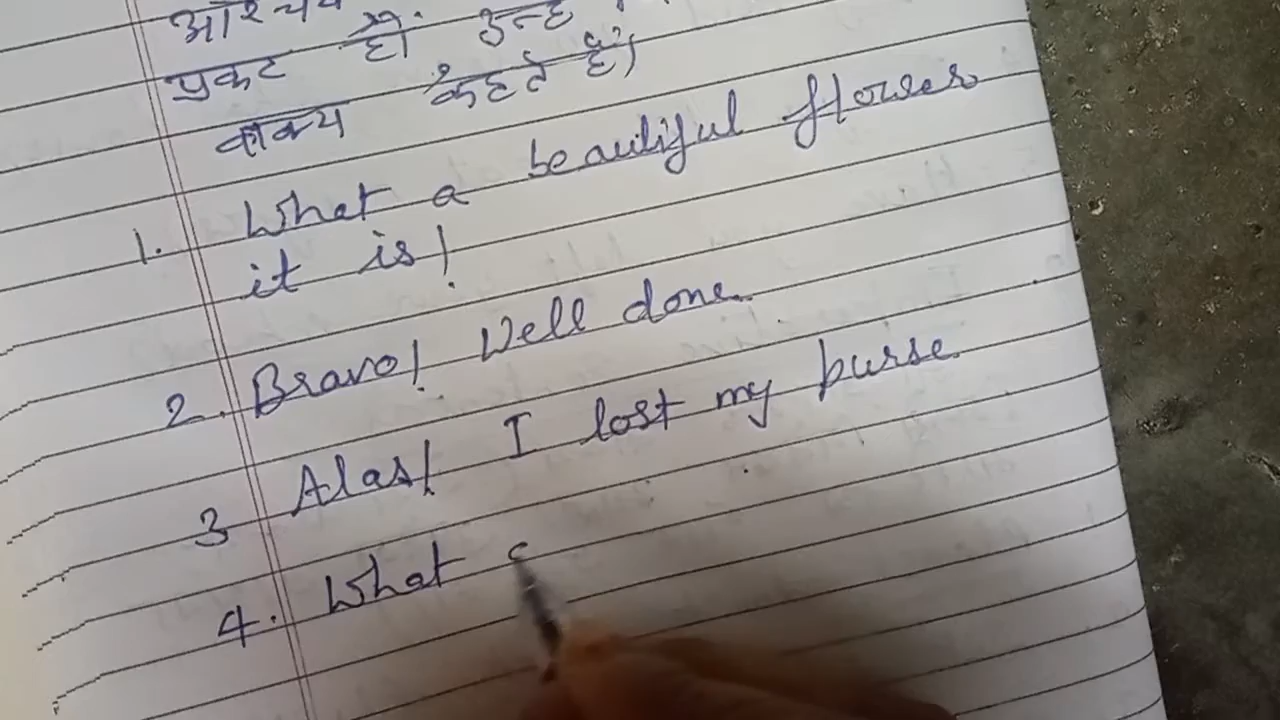 प्रकट हो. उन्हे
वाक्य कहते हैं।
1. What a beautiful flowers
it is!
2. Bravo! Well done.
3 Alas! I lost my purse.
4. What